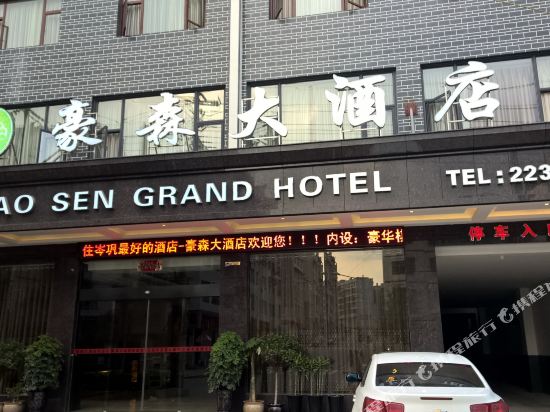 豪森大酒店
AO SEN GRAND HOTEL TEL:223
住岑巩最好的酒店-豪森大酒店欢迎您!!!内设:豪华
停车入口
携程旅行